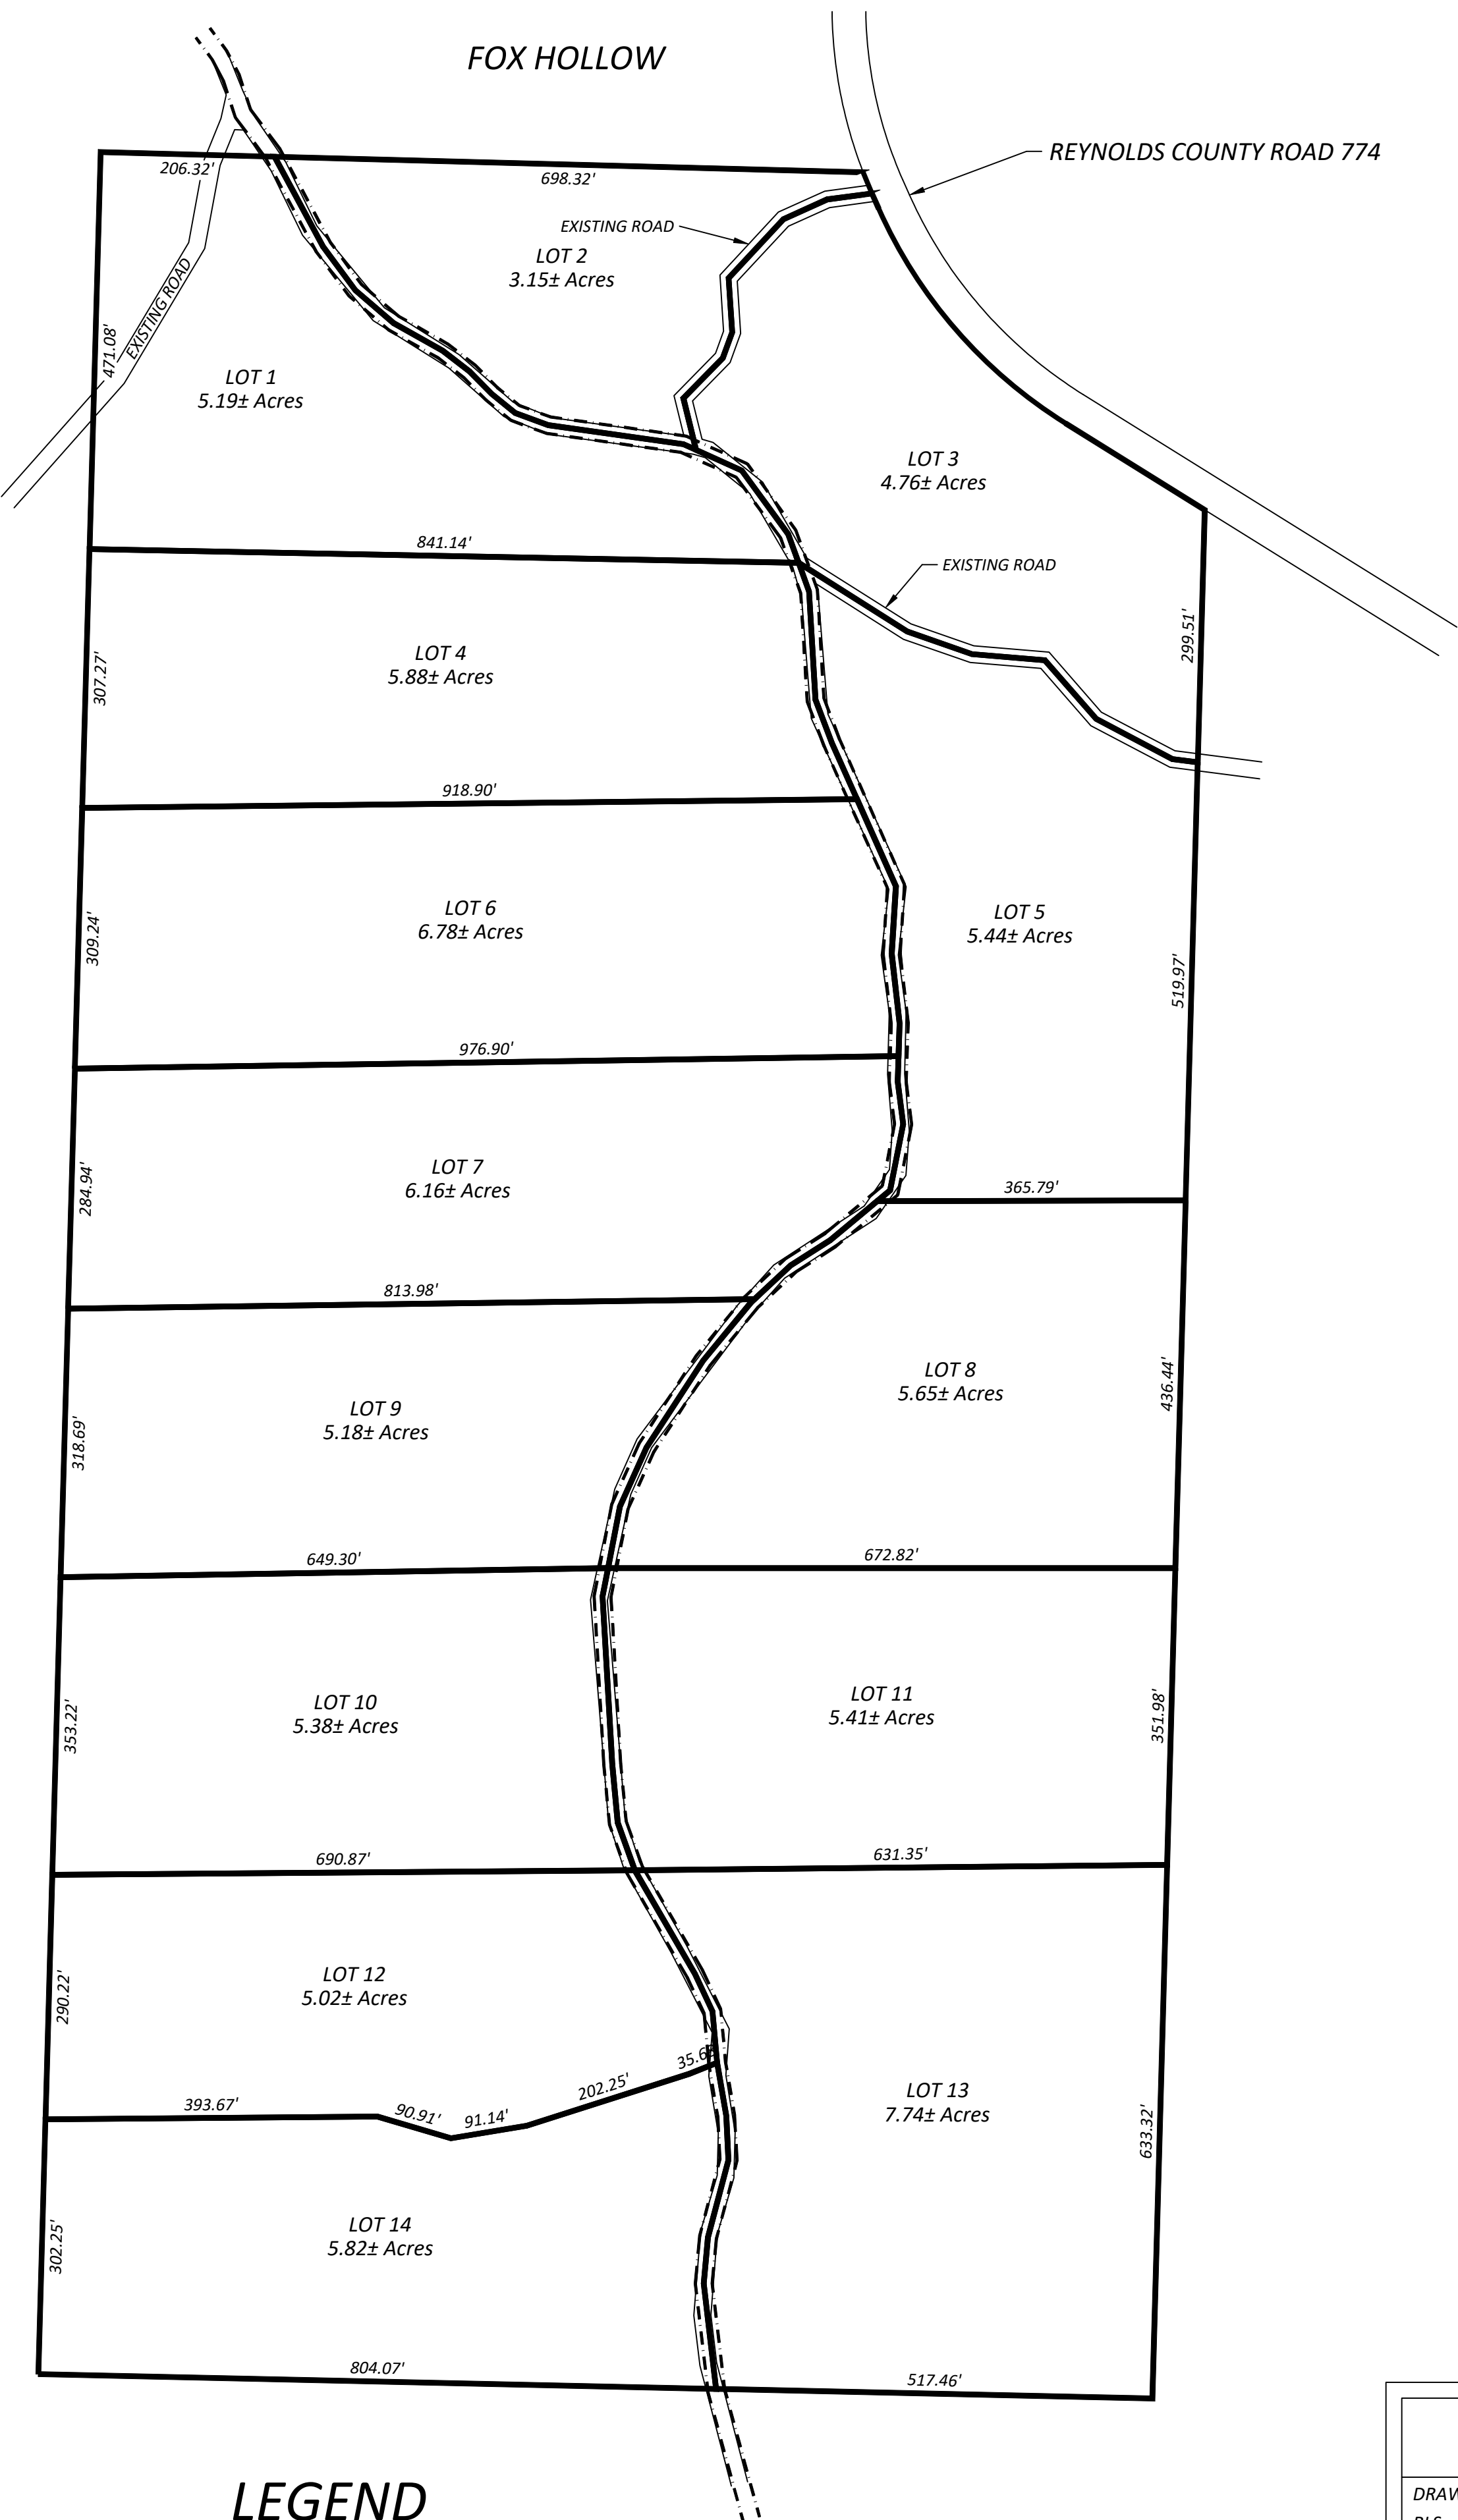 FOX HOLLOW
REYNOLDS COUNTY ROAD 774
206.32'
698.32'
EXISTING ROAD
LOT 2
3.15± Acres
EXISTING ROAD
471.08'
LOT 1
5.19± Acres
LOT 3
4.76± Acres
841.14'
EXISTING ROAD
299.51'
LOT 4
5.88± Acres
307.27'
918.90'
LOT 6
6.78± Acres
LOT 5
5.44± Acres
309.24'
519.97'
976.90'
LOT 7
6.16± Acres
284.94'
365.79'
813.98'
LOT 8
5.65± Acres
436.44'
LOT 9
5.18± Acres
318.69'
649.30'
672.82'
LOT 10
5.38± Acres
LOT 11
5.41± Acres
353.22'
351.98'
690.87'
631.35'
LOT 12
5.02± Acres
290.22'
35.6
202.25'
393.67'
90.91'
91.14'
LOT 13
7.74± Acres
633.32'
LOT 14
5.82± Acres
302.25'
804.07'
517.46'
LEGEND
DRAW